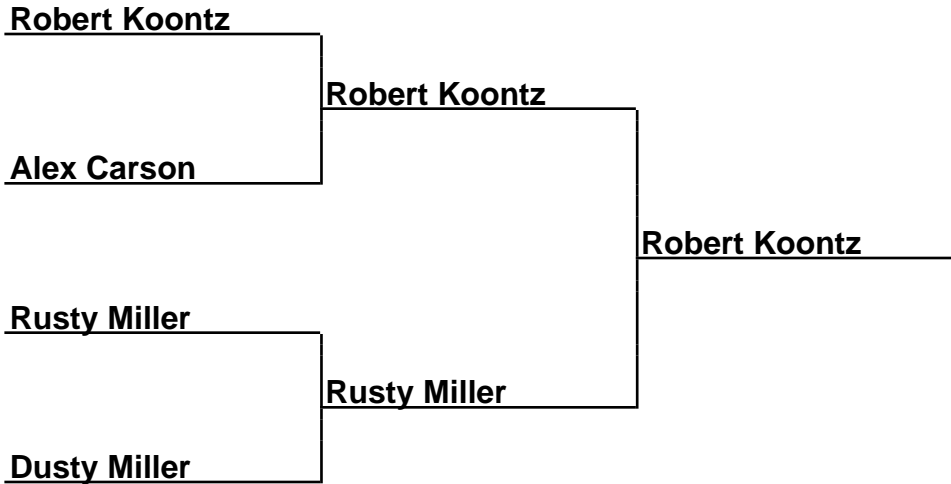 Robert Koontz
Robert Koontz
Alex Carson
Robert Koontz
Rusty Miller
Rusty Miller
Dusty Miller